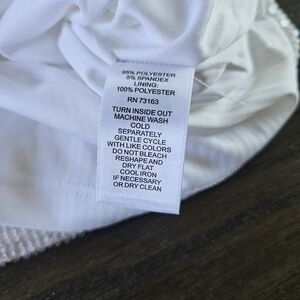 95% POLYESTER
5% SPANDEX
LINING:
100% POLYESTER
RN 73163
TURN INSIDE OUT
MACHINE WASH
COLD
SEPARATELY
GENTLE CYCLE
WITH LIKE COLORS
DO NOT BLEACH
RESHAPE AND
DRY FLAT
COOL IRON
IF NECESSARY
OR DRY CLEAN